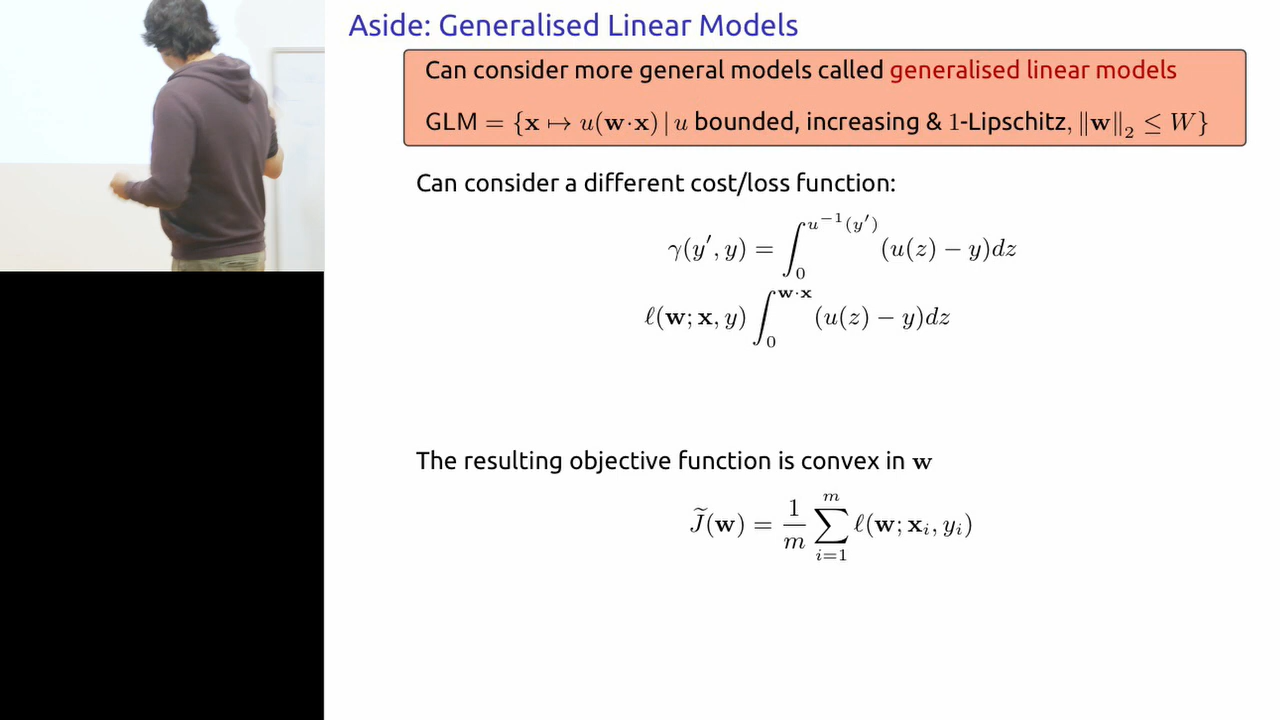 Aside: Generalised Linear Models
Can consider more general models called generalised linear models
GLM = {𝐱 ↦ u(𝐰·𝐱) | u bounded, increasing & 1-Lipschitz, ‖𝐰‖₂ ≤ W}
Can consider a different cost/loss function:
γ(y′, y) = ∫₀^{u⁻¹(y′)} (u(z) − y)dz
ℓ(𝐰; 𝐱, y) ∫₀^{𝐰·𝐱} (u(z) − y)dz
The resulting objective function is convex in 𝐰
J̃(𝐰) = \frac{1}{m} ∑_{i=1}^{m} ℓ(𝐰; 𝐱ᵢ, yᵢ)